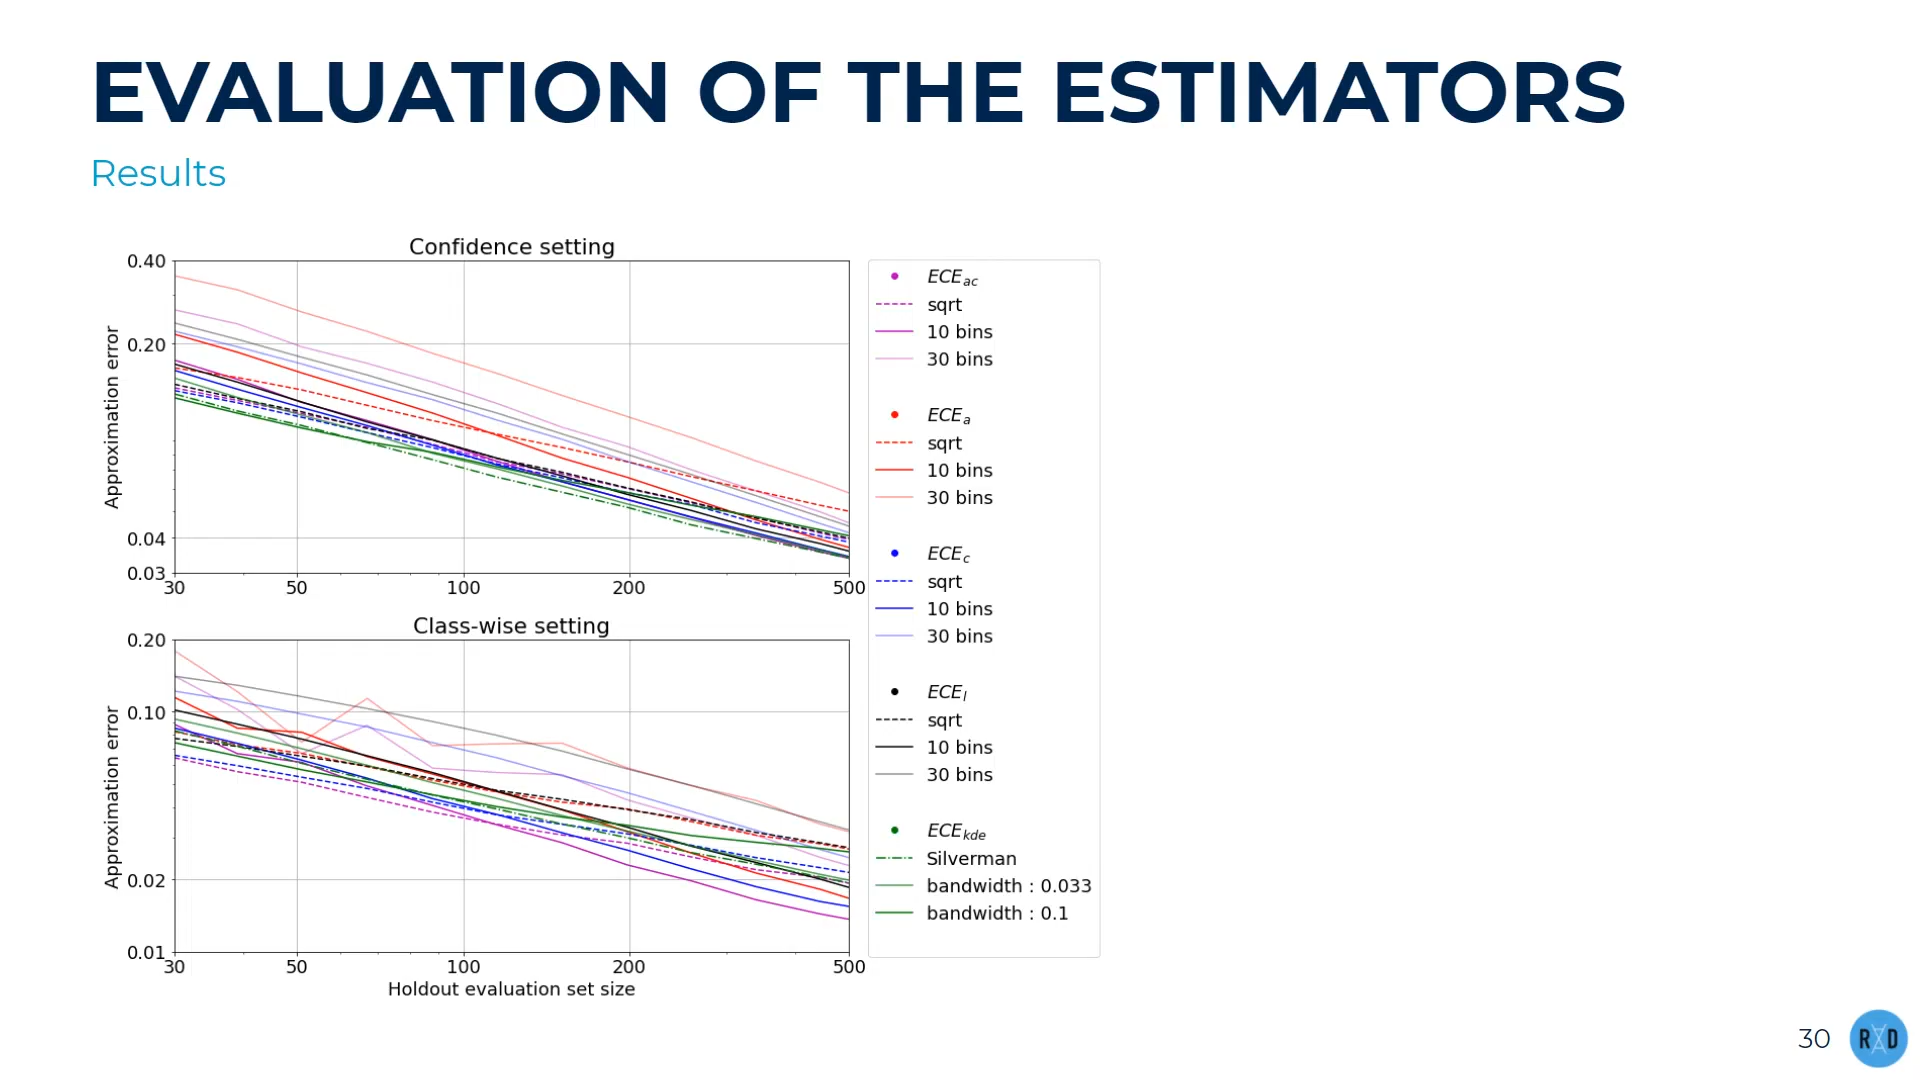 EVALUATION OF THE ESTIMATORS
Results
Confidence setting
0.40
0.20
0.04
0.03
Approximation error
30 50 100 200 500
Class-wise setting
0.20
0.10
0.02
0.01
Approximation error
30 50 100 200 500
Holdout evaluation set size
ECE_ac
sqrt
10 bins
30 bins
ECE_a
sqrt
10 bins
30 bins
ECE_c
sqrt
10 bins
30 bins
ECE_l
sqrt
10 bins
30 bins
ECE_kde
Silverman
bandwidth : 0.033
bandwidth : 0.1
30
R D